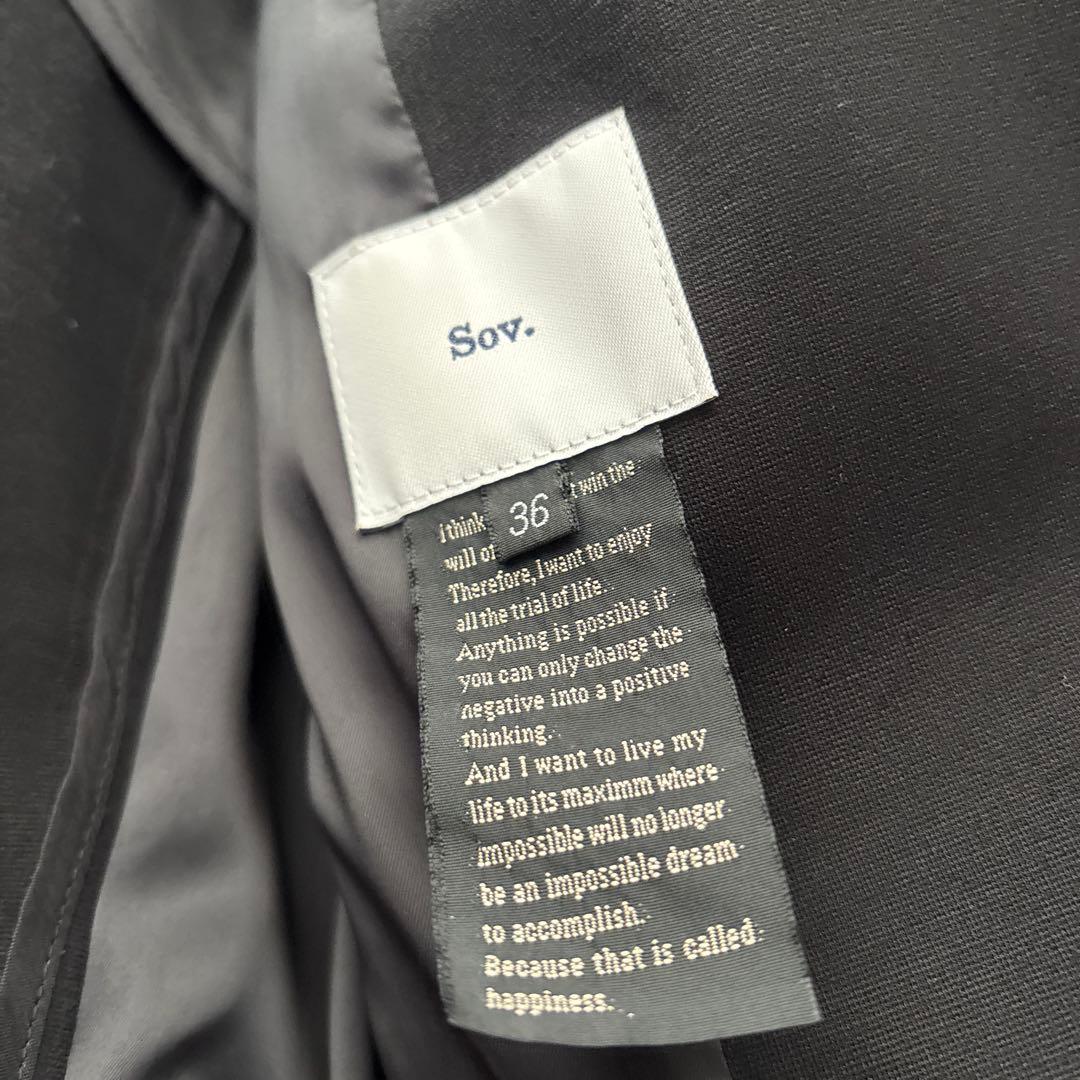 Sov.
36
I think t win the
will of
Therefore, I want to enjoy
all the trial of life.
Anything is possible if
you can only change the
negative into a positive
thinking.
And I want to live my
life to its maximm where
impossible will no longer
be an impossible dream
to accomplish.
Because that is called
happiness.